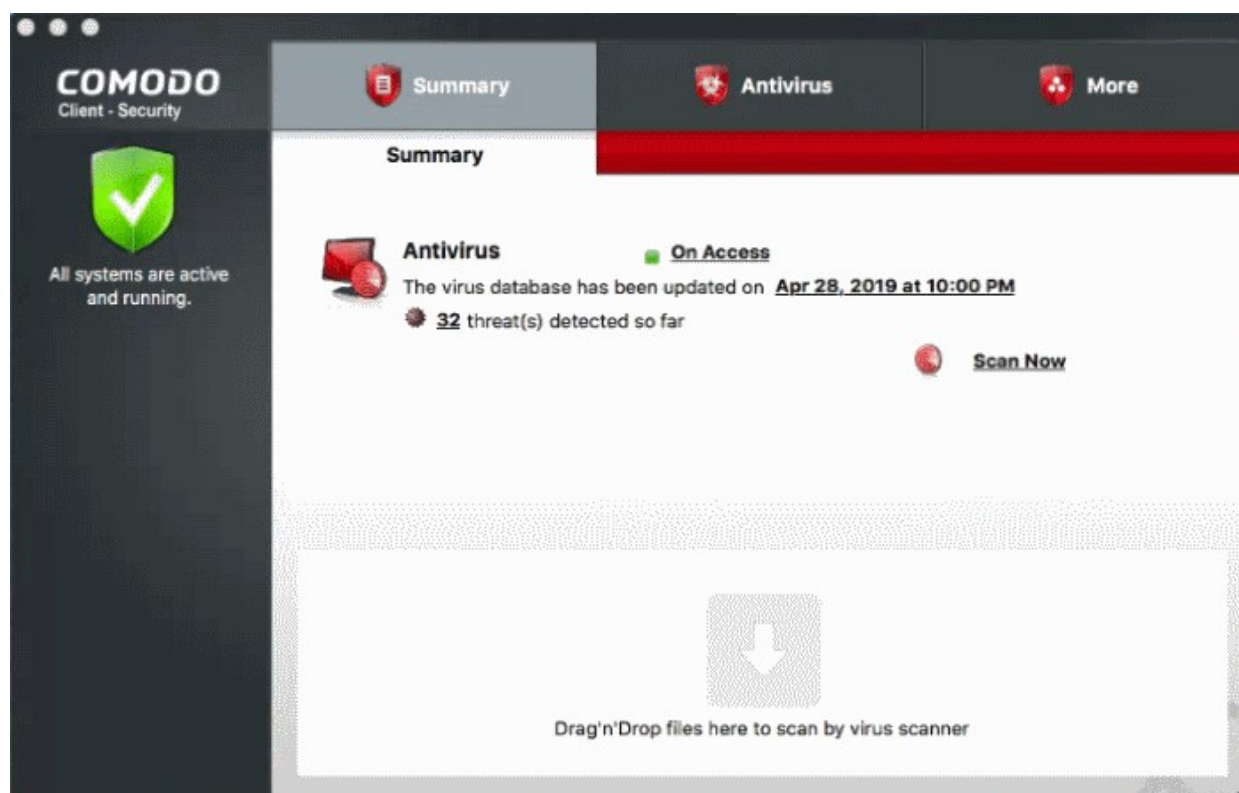 COMODO
Client - Security
Summary
Antivirus
More
Summary
All systems are active
and running.
Antivirus
On Access
The virus database has been updated on Apr 28, 2019 at 10:00 PM
32 threat(s) detected so far
Scan Now
Drag'n'Drop files here to scan by virus scanner